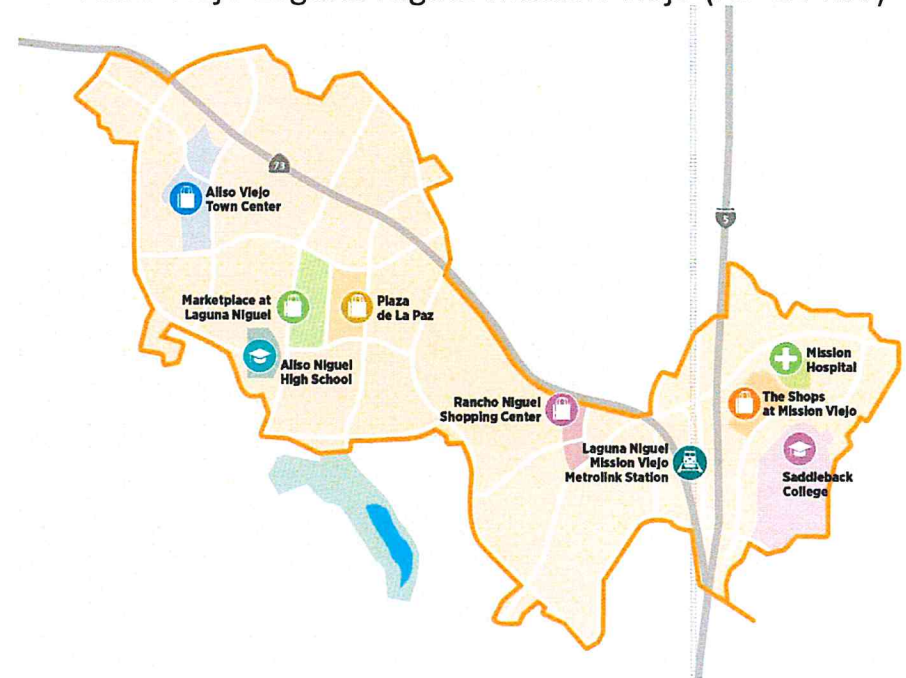 73
Aliso Viejo
Town Center
5
Marketplace at
Laguna Niguel
Plaza
de La Paz
Aliso Niguel
High School
Mission
Hospital
Rancho Niguel
Shopping Center
The Shops
at Mission Viejo
Laguna Niguel
Mission Viejo
Metrolink Station
Saddleback
College